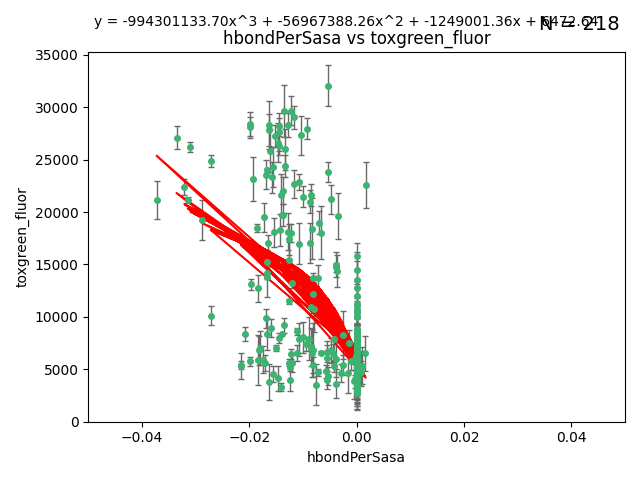 y = -994301133.70x^3 + -56967388.26x^2 + -1249001.36x + 6472.64
N = 218
hbondPerSasa vs toxgreen_fluor
35000
30000
25000
20000
15000
10000
5000
0
toxgreen_fluor
−0.04
−0.02
0.00
0.02
0.04
hbondPerSasa